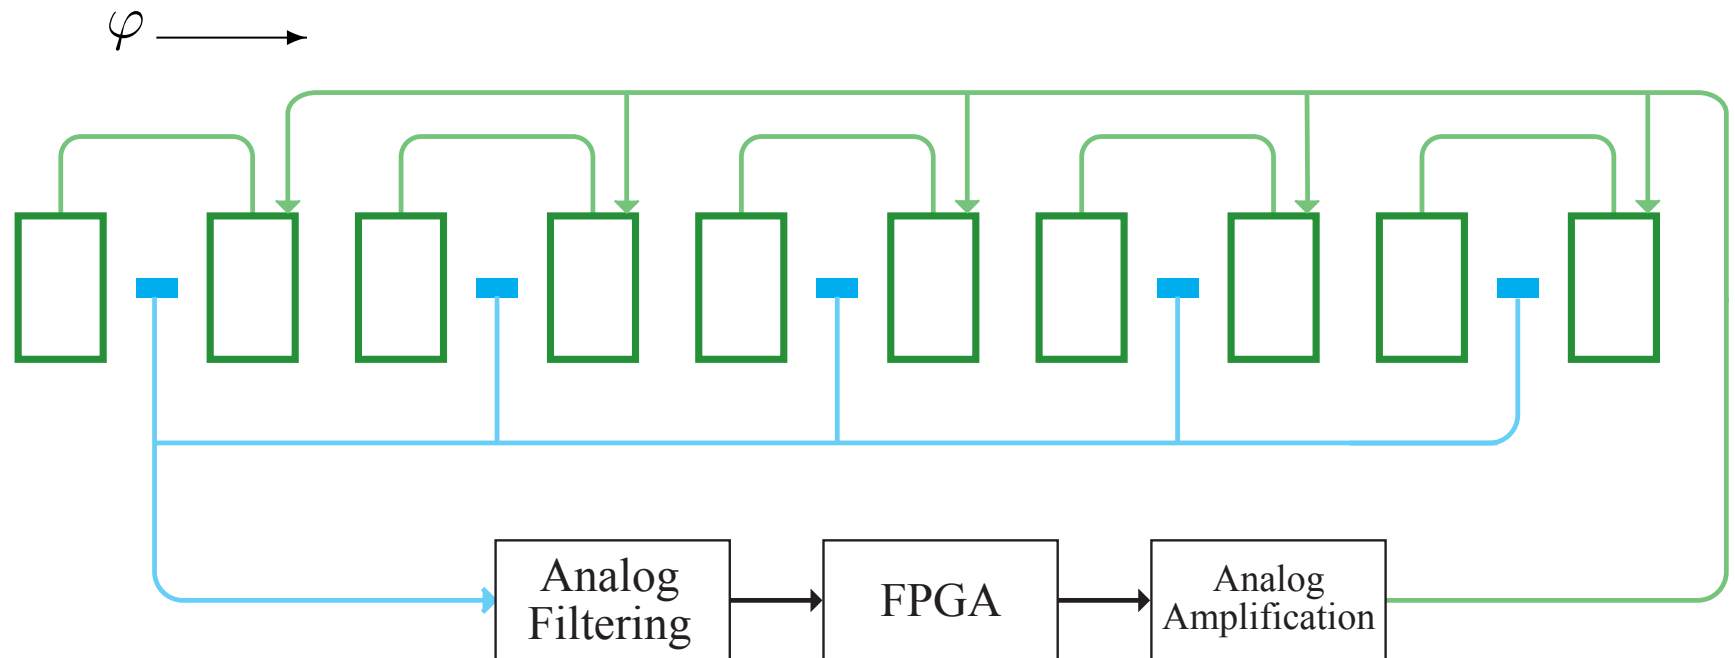 φ
Analog
Filtering
FPGA
Analog
Amplification